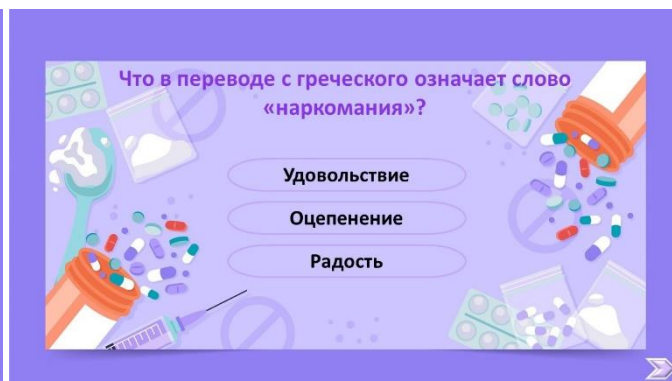 Что в переводе с греческого означает слово
«наркомания»?
Удовольствие
Оцепенение
Радость